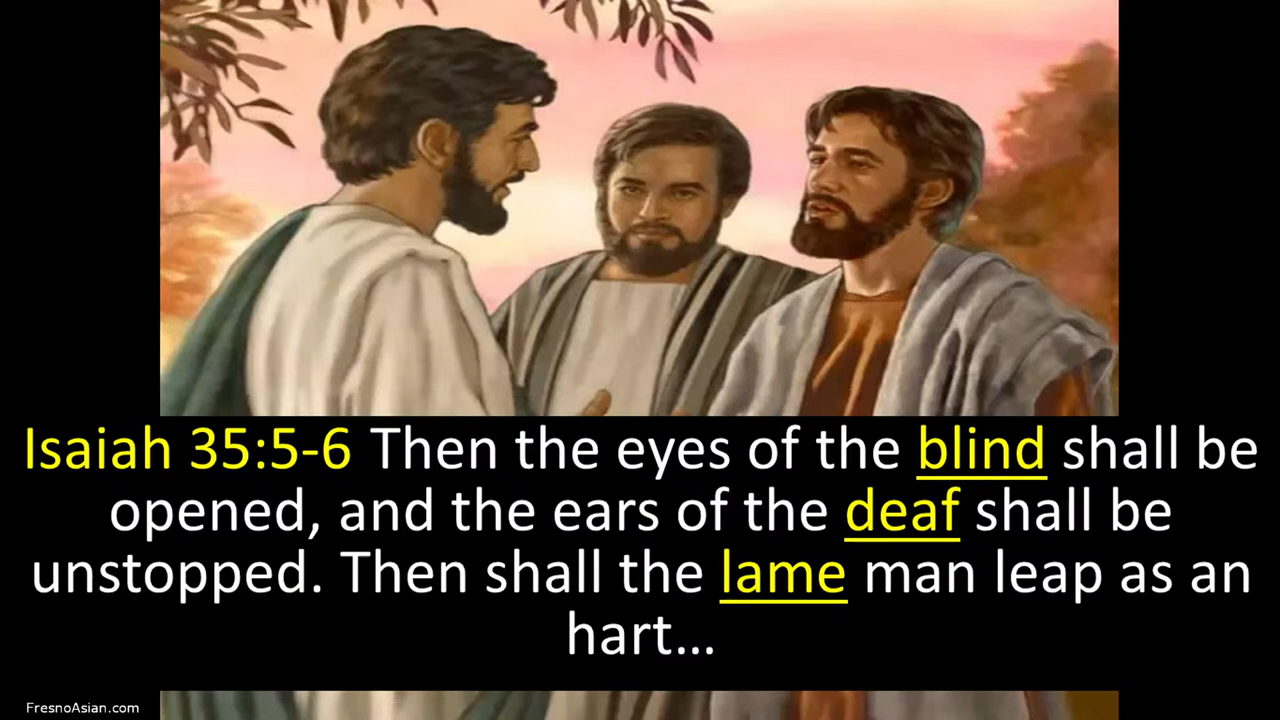 Isaiah 35:5-6 Then the eyes of the blind shall be
opened, and the ears of the deaf shall be
unstopped. Then shall the lame man leap as an
hart...
FresnoAsian.com